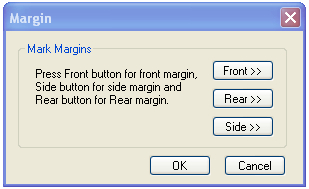 Margin
Mark Margins
Press Front button for front margin,
Side button for side margin and
Rear button for Rear margin.
Front >>
Rear >>
Side >>
OK
Cancel